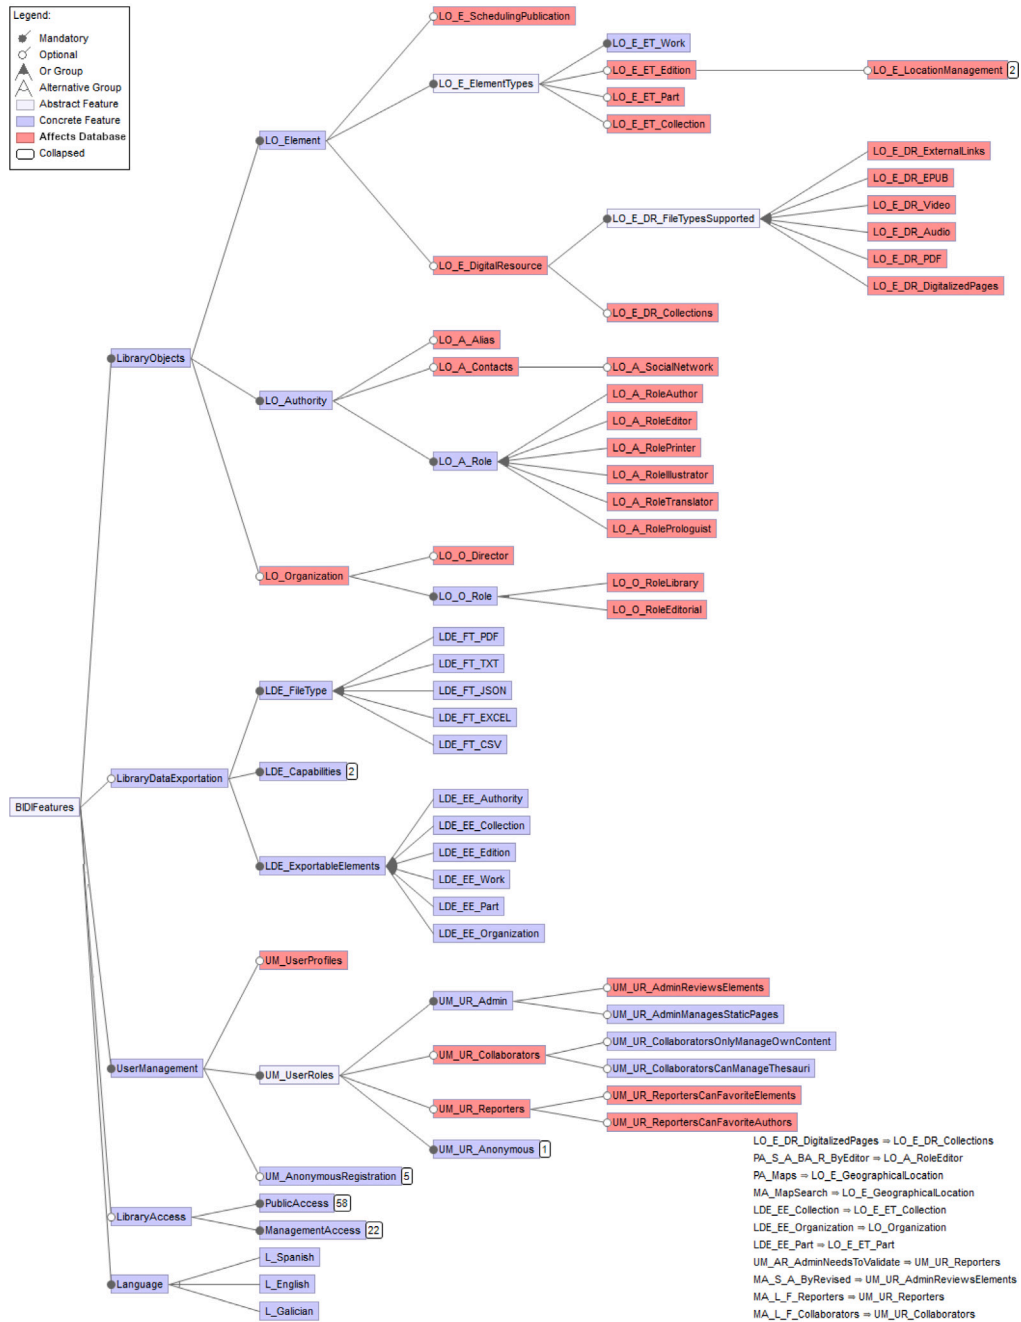 Legend:
Mandatory
Optional
Or Group
Alternative Group
Abstract Feature
Concrete Feature
Affects Database
Collapsed
BIDIFeatures
LibraryObjects
LO_Element
LO_E_SchedulingPublication
LO_E_ElementTypes
LO_E_ET_Work
LO_E_ET_Edition
LO_E_LocationManagement 2
LO_E_ET_Part
LO_E_ET_Collection
LO_E_DigitalResource
LO_E_DR_FileTypesSupported
LO_E_DR_ExternalLinks
LO_E_DR_EPUB
LO_E_DR_Video
LO_E_DR_Audio
LO_E_DR_PDF
LO_E_DR_DigitalizedPages
LO_E_DR_Collections
LO_Authority
LO_A_Alias
LO_A_Contacts
LO_A_SocialNetwork
LO_A_Role
LO_A_RoleAuthor
LO_A_RoleEditor
LO_A_RolePrinter
LO_A_RoleIllustrator
LO_A_RoleTranslator
LO_A_RoleProloguist
LO_Organization
LO_O_Director
LO_O_Role
LO_O_RoleLibrary
LO_O_RoleEditorial
LibraryDataExportation
LDE_FileType
LDE_FT_PDF
LDE_FT_TXT
LDE_FT_JSON
LDE_FT_EXCEL
LDE_FT_CSV
LDE_Capabilities 2
LDE_ExportableElements
LDE_EE_Authority
LDE_EE_Collection
LDE_EE_Edition
LDE_EE_Work
LDE_EE_Part
LDE_EE_Organization
UserManagement
UM_UserProfiles
UM_UserRoles
UM_UR_Admin
UM_UR_AdminReviewsElements
UM_UR_AdminManagesStaticPages
UM_UR_Collaborators
UM_UR_CollaboratorsOnlyManageOwnContent
UM_UR_CollaboratorsCanManageThesauri
UM_UR_Reporters
UM_UR_ReportersCanFavoriteElements
UM_UR_ReportersCanFavoriteAuthors
UM_UR_Anonymous 1
UM_AnonymousRegistration 5
LibraryAccess
PublicAccess 58
ManagementAccess 22
Language
L_Spanish
L_English
L_Galician
LO_E_DR_DigitalizedPages ⇒ LO_E_DR_Collections
PA_S_A_BA_R_ByEditor ⇒ LO_A_RoleEditor
PA_Maps ⇒ LO_E_GeographicalLocation
MA_MapSearch ⇒ LO_E_GeographicalLocation
LDE_EE_Collection ⇒ LO_E_ET_Collection
LDE_EE_Organization ⇒ LO_Organization
LDE_EE_Part ⇒ LO_E_ET_Part
UM_AR_AdminNeedsToValidate ⇒ UM_UR_Reporters
MA_S_A_ByRevised ⇒ UM_UR_AdminReviewsElements
MA_L_F_Reporters ⇒ UM_UR_Reporters
MA_L_F_Collaborators ⇒ UM_UR_Collaborators